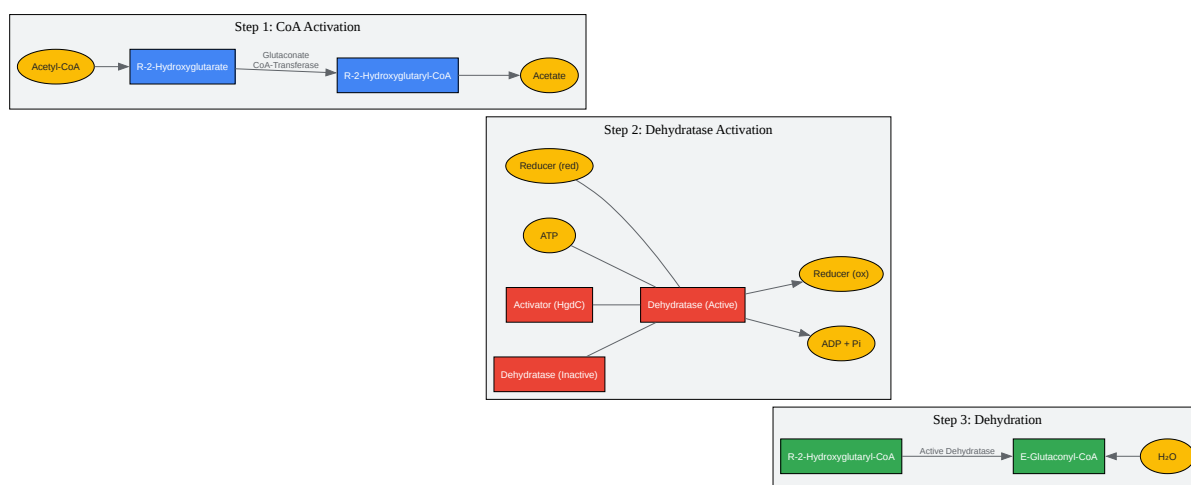 Step 1: CoA Activation
Acetyl-CoA
R-2-Hydroxyglutarate
Glutaconate
CoA-Transferase
R-2-Hydroxyglutaryl-CoA
Acetate
Step 2: Dehydratase Activation
Reducer (red)
ATP
Activator (HgdC)
Dehydratase (Inactive)
Dehydratase (Active)
Reducer (ox)
ADP + Pi
Step 3: Dehydration
R-2-Hydroxyglutaryl-CoA
Active Dehydratase
E-Glutaconyl-CoA
H₂O